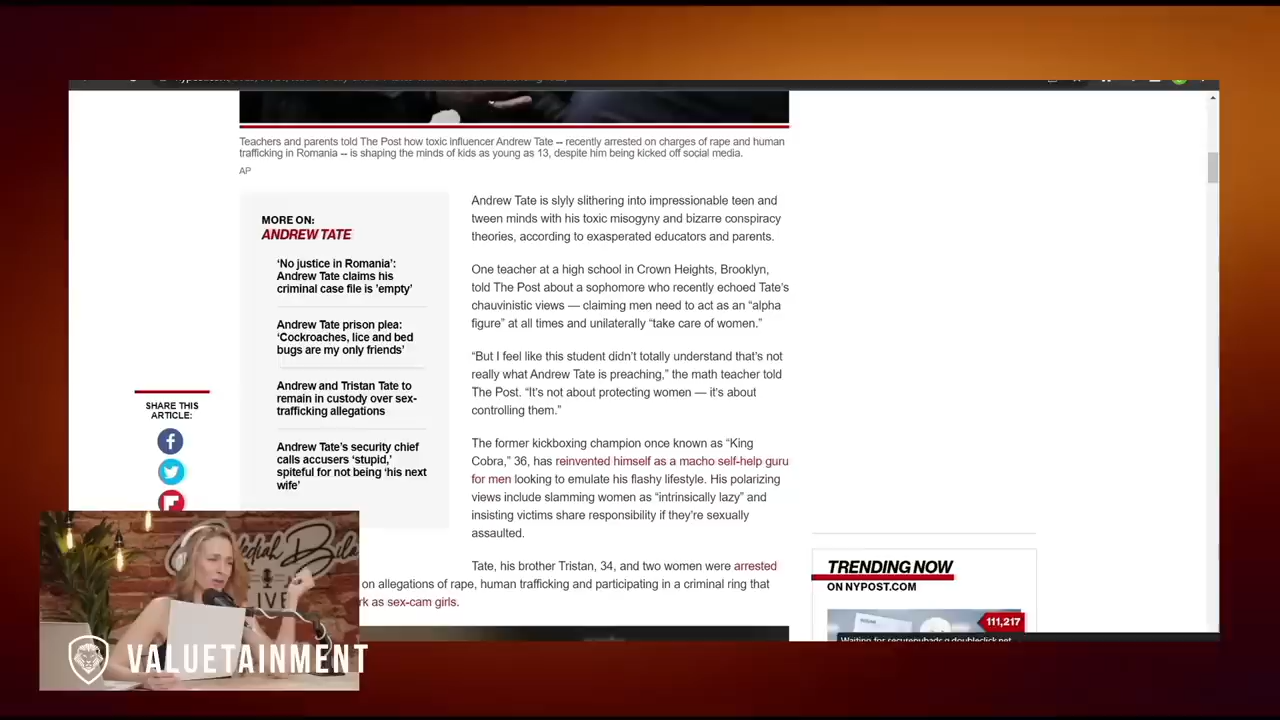 Teachers and parents told The Post how toxic influencer Andrew Tate -- recently arrested on charges of rape and human
trafficking in Romania -- is shaping the minds of kids as young as 13, despite him being kicked off social media.
AP
MORE ON:
ANDREW TATE
‘No justice in Romania’:
Andrew Tate claims his
criminal case file is ’empty’
Andrew Tate prison plea:
‘Cockroaches, lice and bed
bugs are my only friends’
Andrew and Tristan Tate to
remain in custody over sex-
trafficking allegations
Andrew Tate’s security chief
calls accusers ‘stupid,’
spiteful for not being ‘his next
wife’
SHARE THIS
ARTICLE:
Andrew Tate is slyly slithering into impressionable teen and
tween minds with his toxic misogyny and bizarre conspiracy
theories, according to exasperated educators and parents.
One teacher at a high school in Crown Heights, Brooklyn,
told The Post about a sophomore who recently echoed Tate’s
chauvinistic views — claiming men need to act as an “alpha
figure” at all times and unilaterally “take care of women.”
“But I feel like this student didn’t totally understand that’s not
really what Andrew Tate is preaching,” the math teacher told
The Post. “It’s not about protecting women — it’s about
controlling them.”
The former kickboxing champion once known as “King
Cobra,” 36, has reinvented himself as a macho self-help guru
for men looking to emulate his flashy lifestyle. His polarizing
views include slamming women as “intrinsically lazy” and
insisting victims share responsibility if they’re sexually
assaulted.
Tate, his brother Tristan, 34, and two women were arrested
on allegations of rape, human trafficking and participating in a criminal ring that
as sex-cam girls.
TRENDING NOW
ON NYPOST.COM
111,217
Waiting for securepubads.g.doubleclick.net
LIVE
VALUETAINMENT